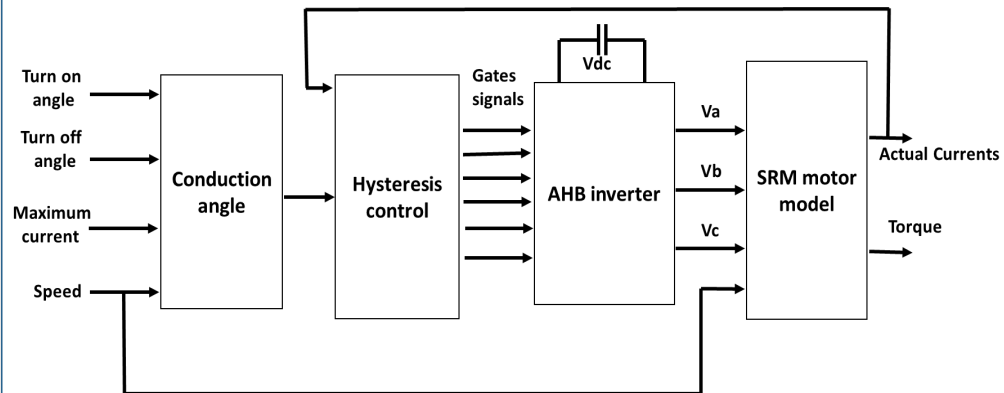 Turn on
angle
Turn off
angle
Maximum
current
Speed
Conduction
angle
Hysteresis
control
Gates
signals
Vdc
AHB inverter
Va
Vb
Vc
SRM motor
model
Actual Currents
Torque